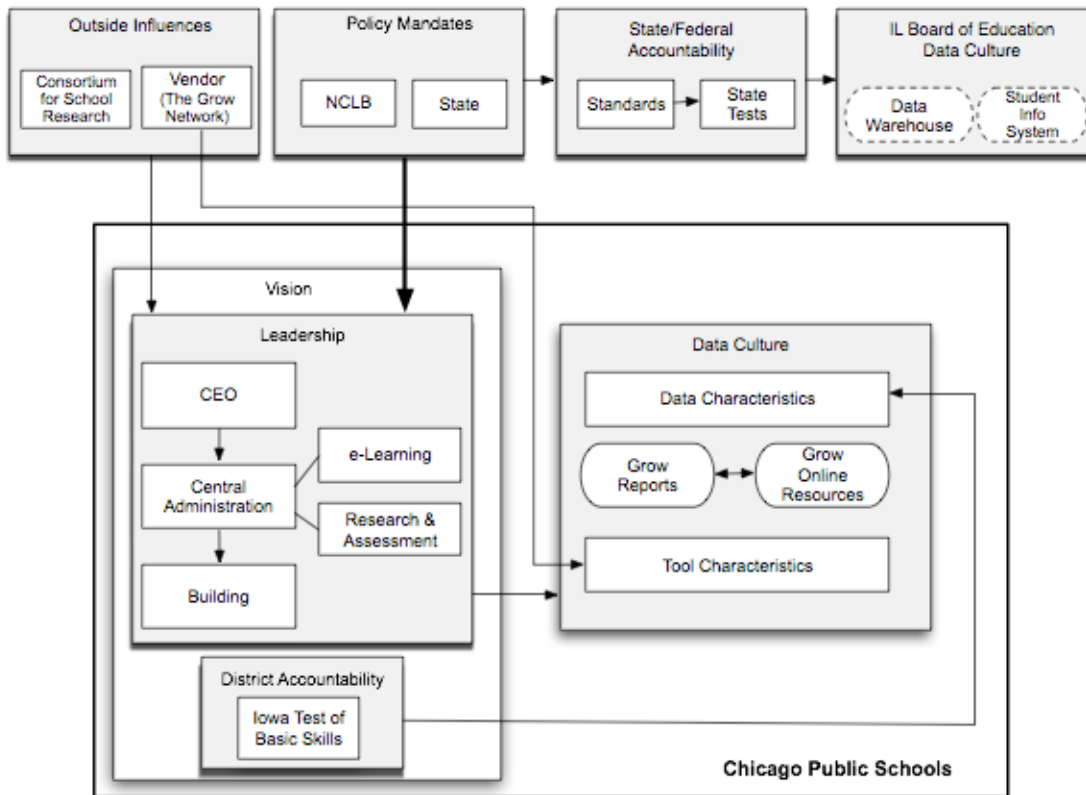 Outside Influences
Consortium
for School
Research
Vendor
(The Grow
Network)
Policy Mandates
NCLB
State
State/Federal
Accountability
Standards
State
Tests
IL Board of Education
Data Culture
Data
Warehouse
Student
Info
System
Vision
Leadership
CEO
Central
Administration
e-Learning
Research &
Assessment
Building
District Accountability
Iowa Test of
Basic Skills
Data Culture
Data Characteristics
Grow
Reports
Grow
Online
Resources
Tool Characteristics
Chicago Public Schools